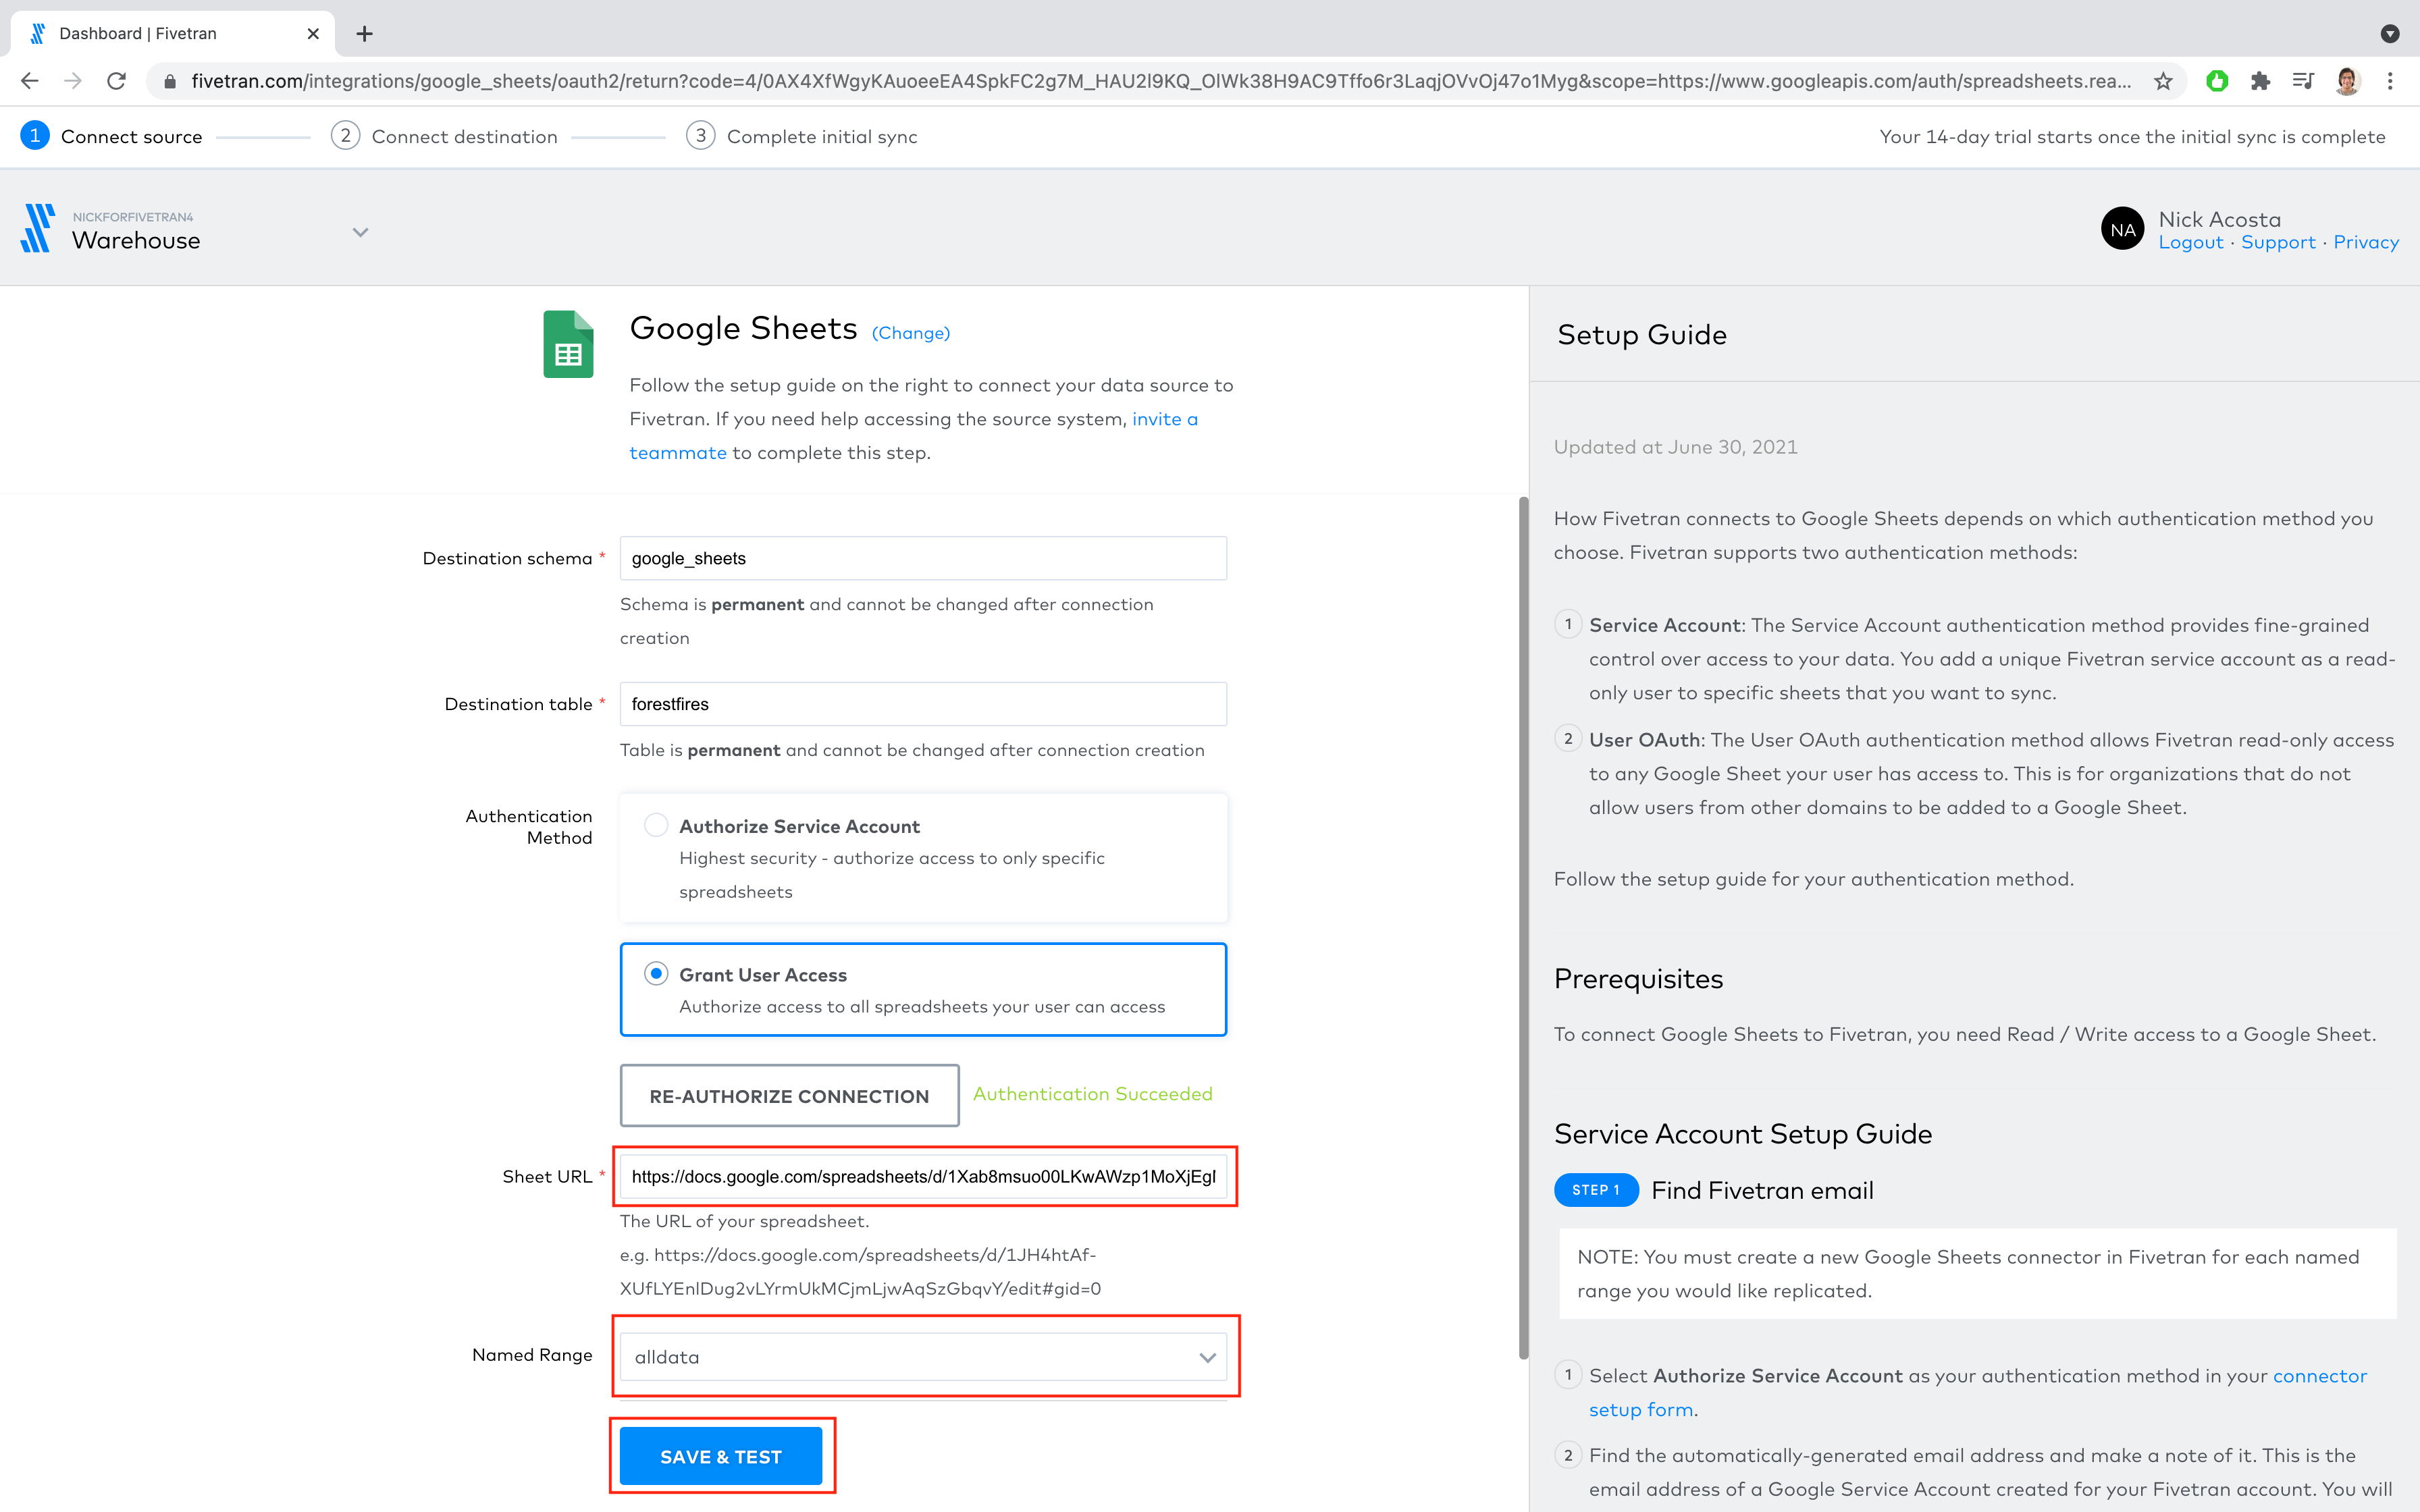 Dashboard | Fivetran
fivetran.com/integrations/google_sheets/oauth2/return?code=4/0AX4XfWgyKAuoeeEA4SpkFC2g7M_HAU2l9KQ_OlWk38H9AC9Tffo6r3LaqjOVvOj47o1Myg&scope=https://www.googleapis.com/auth/spreadsheets.rea...
1 Connect source 2 Connect destination 3 Complete initial sync Your 14-day trial starts once the initial sync is complete
NICKFORFIVETRAN4
Warehouse
NA
Nick Acosta
Logout · Support · Privacy
Google Sheets (Change)
Follow the setup guide on the right to connect your data source to
Fivetran. If you need help accessing the source system, invite a
teammate to complete this step.
Destination schema *
google_sheets
Schema is permanent and cannot be changed after connection
creation
Destination table *
forestfires
Table is permanent and cannot be changed after connection creation
Authentication
Method
Authorize Service Account
Highest security - authorize access to only specific
spreadsheets
Grant User Access
Authorize access to all spreadsheets your user can access
RE-AUTHORIZE CONNECTION Authentication Succeeded
Sheet URL *
https://docs.google.com/spreadsheets/d/1Xab8msuo00LKwAWzp1MoXjEgI
The URL of your spreadsheet.
e.g. https://docs.google.com/spreadsheets/d/1JH4htAf-
XUfLYEnlDug2vLYrmUkMCjmLjwAqSzGbqvY/edit#gid=0
Named Range
alldata
SAVE & TEST
Setup Guide
Updated at June 30, 2021
How Fivetran connects to Google Sheets depends on which authentication method you
choose. Fivetran supports two authentication methods:
1 Service Account: The Service Account authentication method provides fine-grained
control over access to your data. You add a unique Fivetran service account as a read-
only user to specific sheets that you want to sync.
2 User OAuth: The User OAuth authentication method allows Fivetran read-only access
to any Google Sheet your user has access to. This is for organizations that do not
allow users from other domains to be added to a Google Sheet.
Follow the setup guide for your authentication method.
Prerequisites
To connect Google Sheets to Fivetran, you need Read / Write access to a Google Sheet.
Service Account Setup Guide
STEP 1 Find Fivetran email
NOTE: You must create a new Google Sheets connector in Fivetran for each named
range you would like replicated.
1 Select Authorize Service Account as your authentication method in your connector
setup form.
2 Find the automatically-generated email address and make a note of it. This is the
email address of a Google Service Account created for your Fivetran account. You will